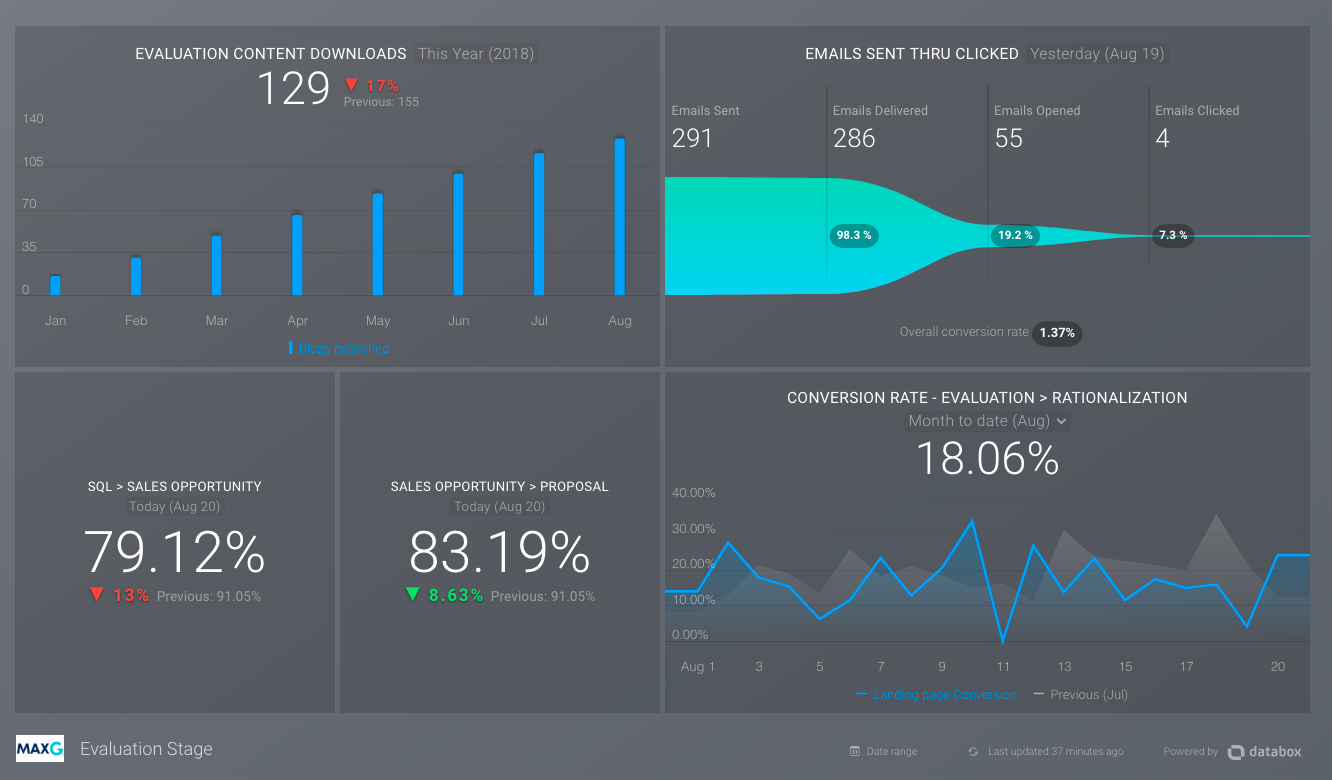 EVALUATION CONTENT DOWNLOADS This Year (2018)
129 ▼ 17%
Previous: 155
140
105
70
35
0
Jan Feb Mar Apr May Jun Jul Aug
Blogs published
EMAILS SENT THRU CLICKED Yesterday (Aug 19)
Emails Sent Emails Delivered Emails Opened Emails Clicked
291 286 55 4
98.3 % 19.2 % 7.3 %
Overall conversion rate 1.37%
SQL > SALES OPPORTUNITY
Today (Aug 20)
79.12%
▼ 13% Previous: 91.05%
SALES OPPORTUNITY > PROPOSAL
Today (Aug 20)
83.19%
▼ 8.63% Previous: 91.05%
CONVERSION RATE - EVALUATION > RATIONALIZATION
Month to date (Aug)
18.06%
40.00%
30.00%
20.00%
10.00%
0.00%
Aug 1 3 5 7 9 11 13 15 17 20
Landing page Conversion Previous (Jul)
MAXG Evaluation Stage Date range Last updated 37 minutes ago Powered by databox